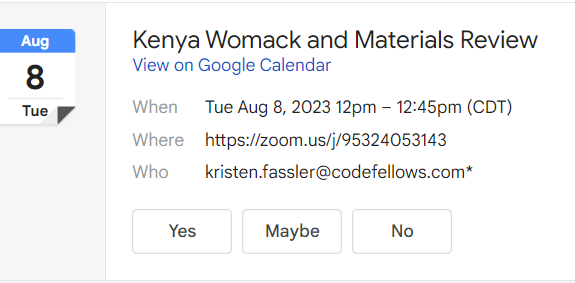 Aug
8
Tue
Kenya Womack and Materials Review
View on Google Calendar
When Tue Aug 8, 2023 12pm – 12:45pm (CDT)
Where https://zoom.us/j/95324053143
Who kristen.fassler@codefellows.com*
Yes Maybe No